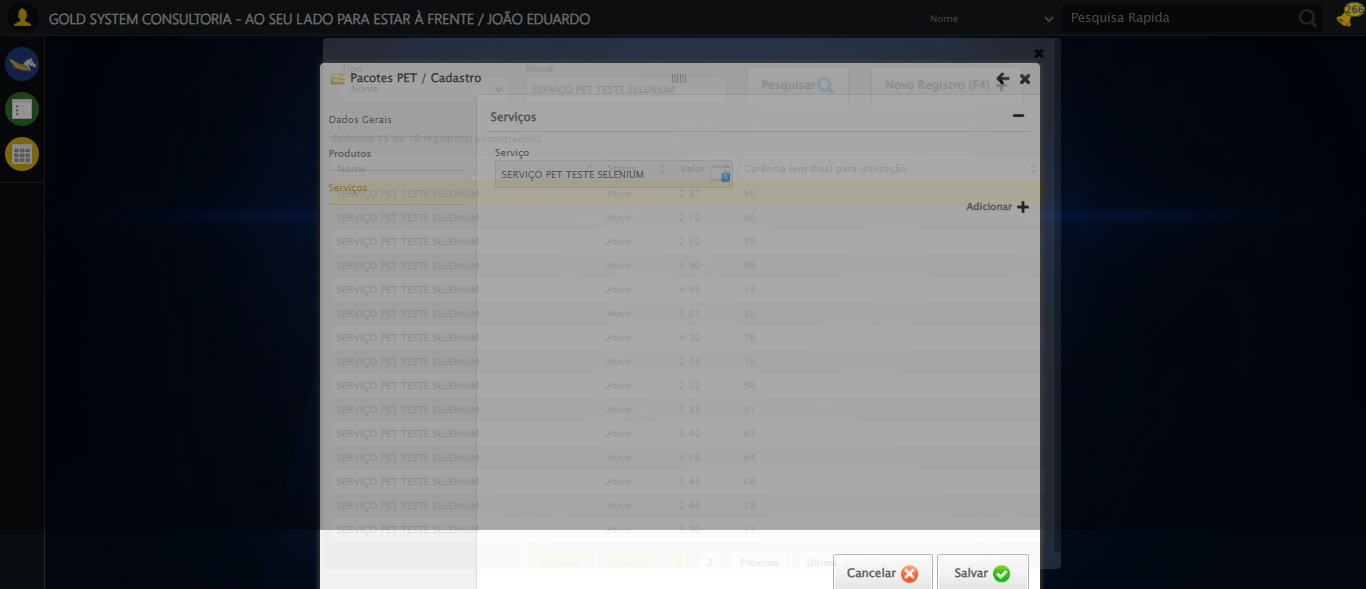 GOLD SYSTEM CONSULTORIA - AO SEU LADO PARA ESTAR À FRENTE / JOÃO EDUARDO
Nome
Pesquisa Rapida
266
Tipo
Nome
Pacotes PET / Cadastro
Nome
SERVIÇO PET TESTE SELENIUM
Pesquisar
Novo Registro (F4)
Dados Gerais
Serviços
Exibindo 15 de 16 registro(s) encontrado(s)
Produtos
Serviço
Nome
Status
Valor
Carência (em dias) para utilização
SERVIÇO PET TESTE SELENIUM
Serviços
SERVIÇO PET TESTE SELENIUM Ativo 2.87 56
Adicionar
SERVIÇO PET TESTE SELENIUM Ativo 2.10 86
SERVIÇO PET TESTE SELENIUM Ativo 2.50 39
SERVIÇO PET TESTE SELENIUM Ativo 4.90 99
SERVIÇO PET TESTE SELENIUM Ativo 4.95 13
SERVIÇO PET TESTE SELENIUM Ativo 1.01 36
SERVIÇO PET TESTE SELENIUM Ativo 4.30 76
SERVIÇO PET TESTE SELENIUM Ativo 2.34 16
SERVIÇO PET TESTE SELENIUM Ativo 2.52 96
SERVIÇO PET TESTE SELENIUM Ativo 1.85 91
SERVIÇO PET TESTE SELENIUM Ativo 3.40 83
SERVIÇO PET TESTE SELENIUM Ativo 4.16 84
SERVIÇO PET TESTE SELENIUM Ativo 1.43 68
SERVIÇO PET TESTE SELENIUM Ativo 2.46 78
SERVIÇO PET TESTE SELENIUM Ativo 3.30 11
Primeira Anterior 1 2 Próxima Última
Cancelar
Salvar